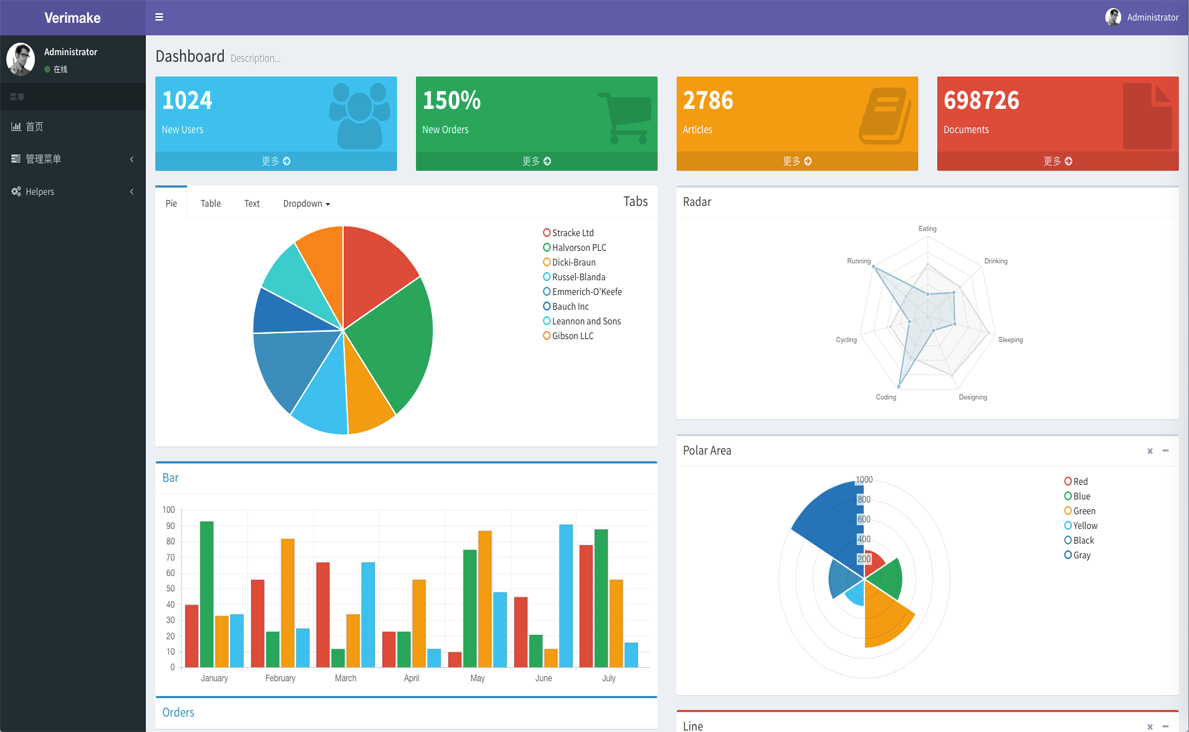 Verimake
Administrator
Administrator
在线
菜单
首页
管理菜单
Helpers
Dashboard Description...
1024
New Users
更多
150%
New Orders
更多
2786
Articles
更多
698726
Documents
更多
Pie Table Text Dropdown Tabs
Stracke Ltd
Halvorson PLC
Dicki-Braun
Russel-Blanda
Emmerich-O'Keefe
Bauch Inc
Leannon and Sons
Gibson LLC
Radar
Eating
Drinking
Sleeping
Designing
Coding
Cycling
Running
Bar
100
90
80
70
60
50
40
30
20
10
0
January February March April May June July
Polar Area
1000
800
600
400
200
Red
Blue
Green
Yellow
Black
Gray
Orders
Line